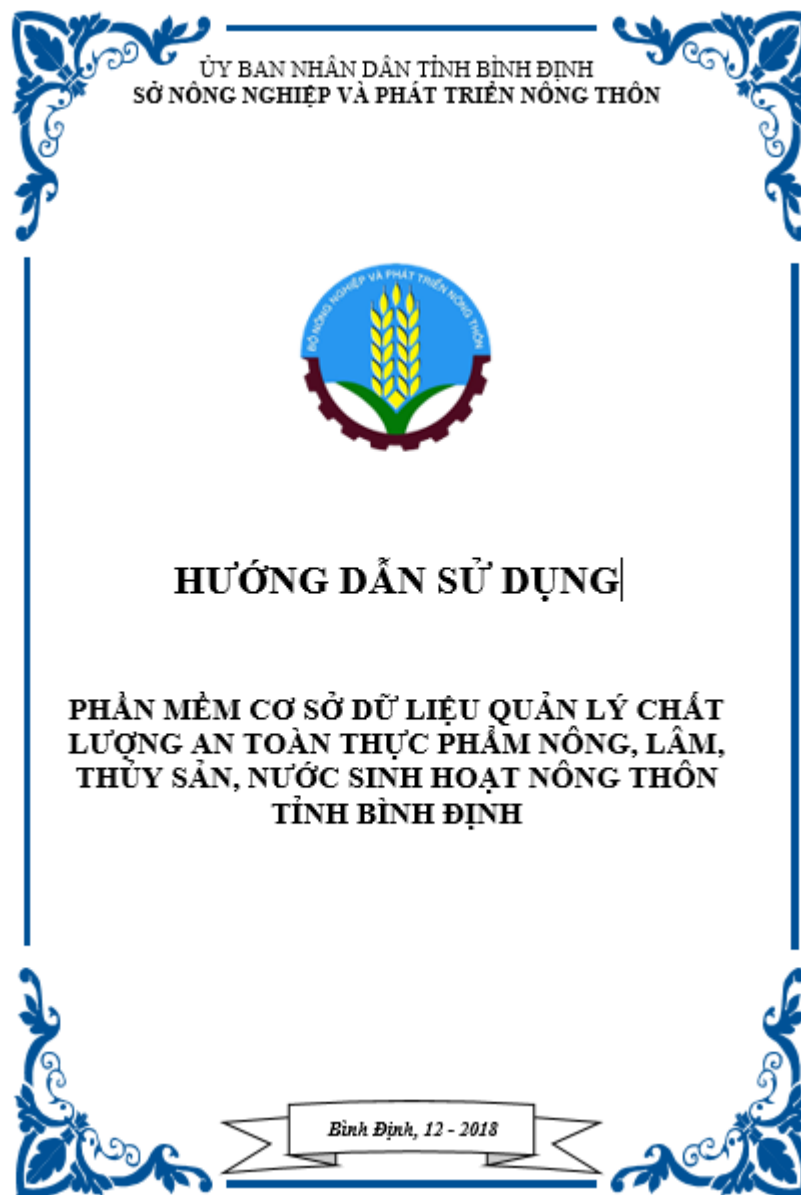 ỦY BAN NHÂN DÂN TỈNH BÌNH ĐỊNH
SỞ NÔNG NGHIỆP VÀ PHÁT TRIỂN NÔNG THÔN
BỘ NÔNG NGHIỆP VÀ PHÁT TRIỂN NÔNG THÔN
HƯỚNG DẪN SỬ DỤNG
PHẦN MỀM CƠ SỞ DỮ LIỆU QUẢN LÝ CHẤT
LƯỢNG AN TOÀN THỰC PHẨM NÔNG, LÂM,
THỦY SẢN, NƯỚC SINH HOẠT NÔNG THÔN
TỈNH BÌNH ĐỊNH
Bình Định, 12 - 2018